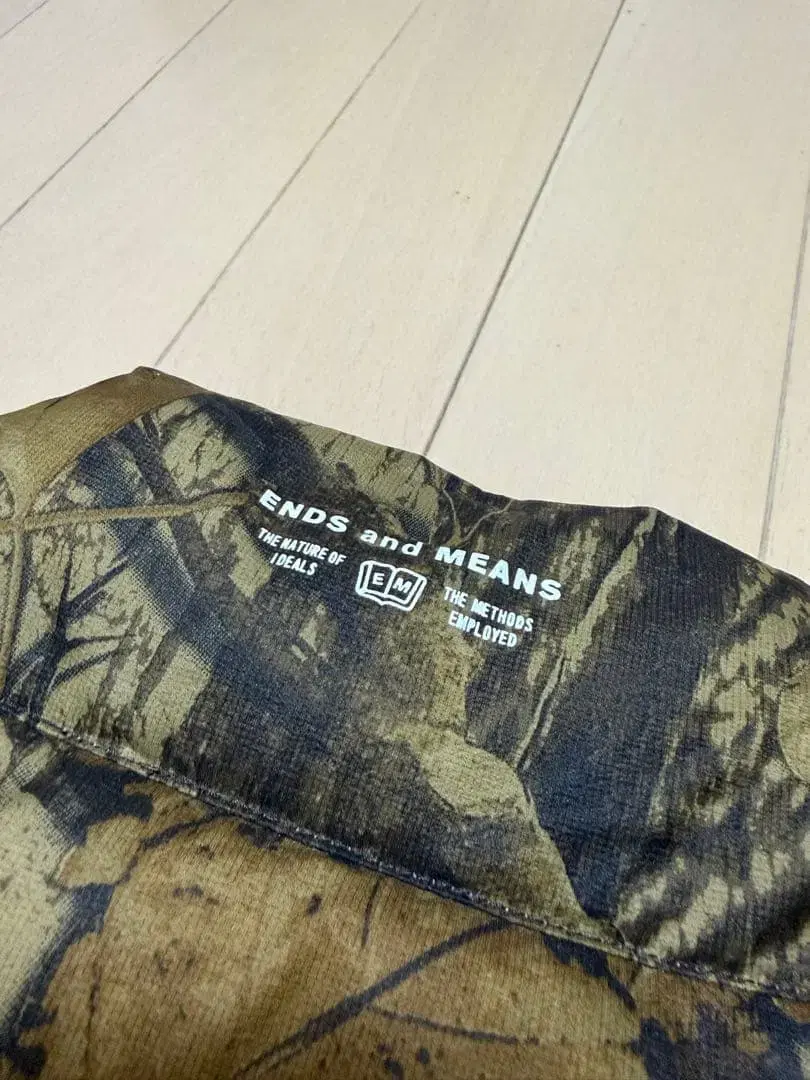 ENDS and MEANS
THE NATURE OF
IDEALS
EM
THE METHODS
EMPLOYED